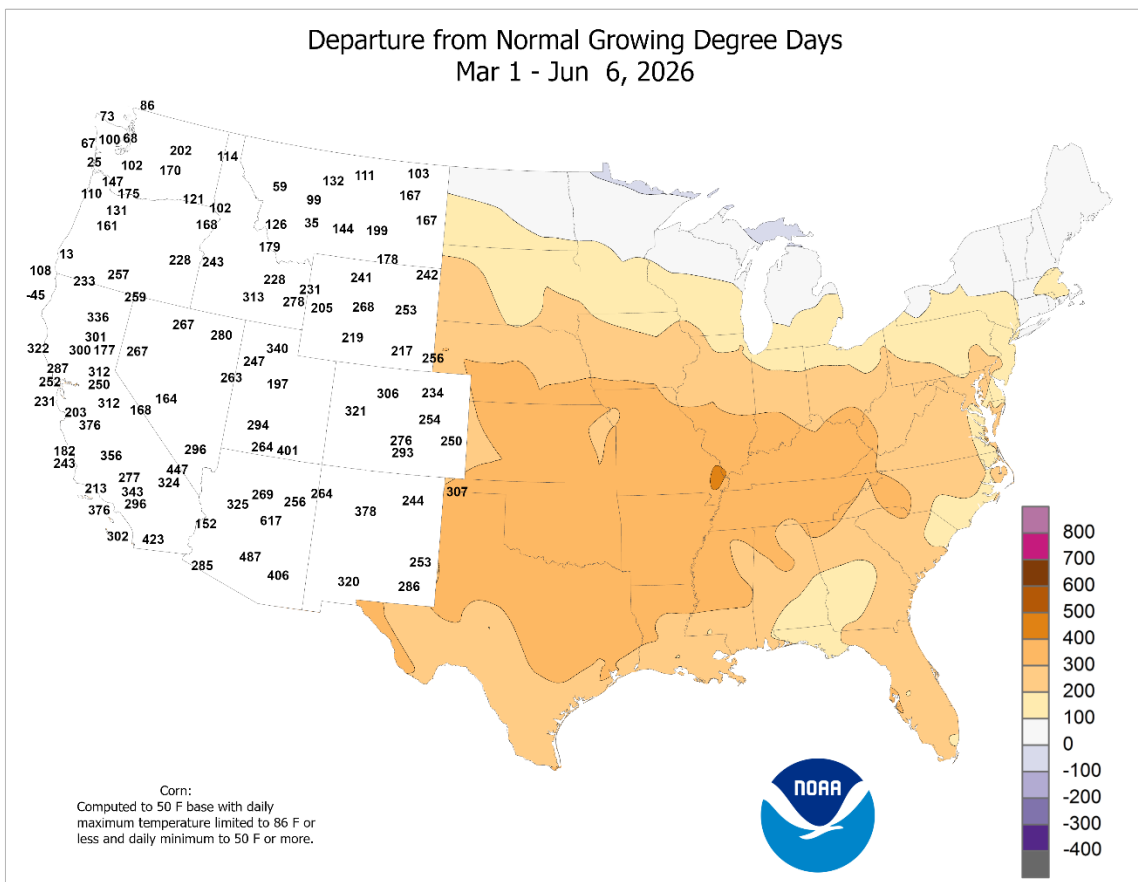 Departure from Normal Growing Degree Days
Mar 1 - Jun 6, 2026
86
73
67 100 68
202
25 102 170 114
147
110 175 121 102
131
161 168
13
108 233 257 228 243
-45
259
336
301 267 280
322 300 177 267
287 312
252 250
231 203 312 168 164
376
182 356 296
243 277 447
213 343 324
376 296
302 423
59 132 111 103
99 167
126 35 144 199 167
179 178
228 231 241 242
313 278 205 268 253
219 217 256
340
247
263 197
294
264 401
306 234
321 254
276 250
293
325 269 256 264
617
152
487
285 406
378 244 307
253
320 286
800
700
600
500
400
300
200
100
0
-100
-200
-300
-400
NOAA
Corn:
Computed to 50 F base with daily
maximum temperature limited to 86 F or
less and daily minimum to 50 F or more.